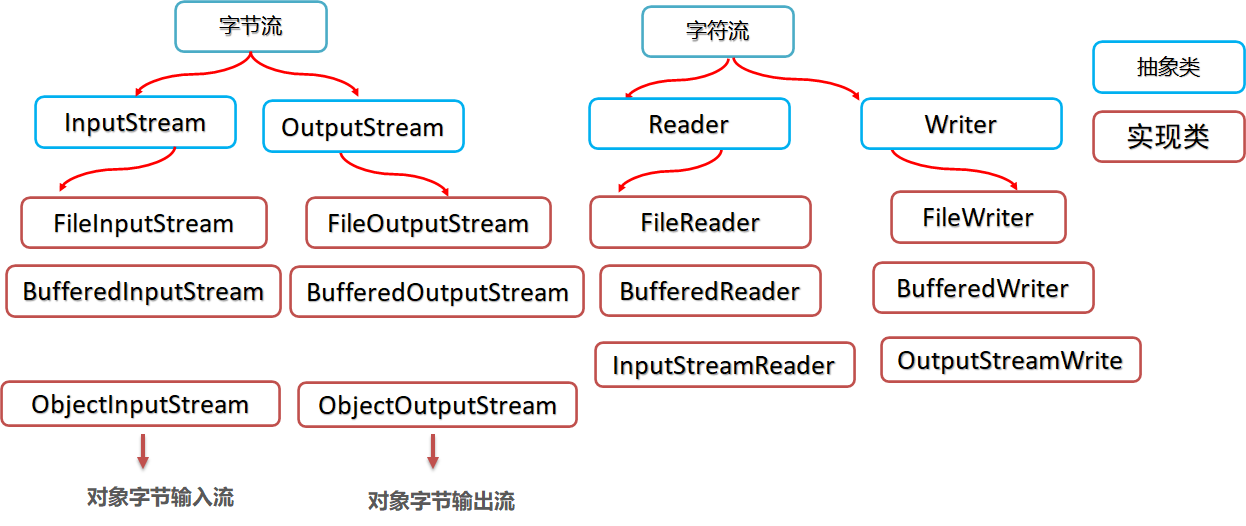 字节流
字符流
抽象类
InputStream
OutputStream
Reader
Writer
实现类
FileInputStream
FileOutputStream
FileReader
FileWriter
BufferedInputStream
BufferedOutputStream
BufferedReader
BufferedWriter
InputStreamReader
OutputStreamWrite
ObjectInputStream
ObjectOutputStream
对象字节输入流
对象字节输出流